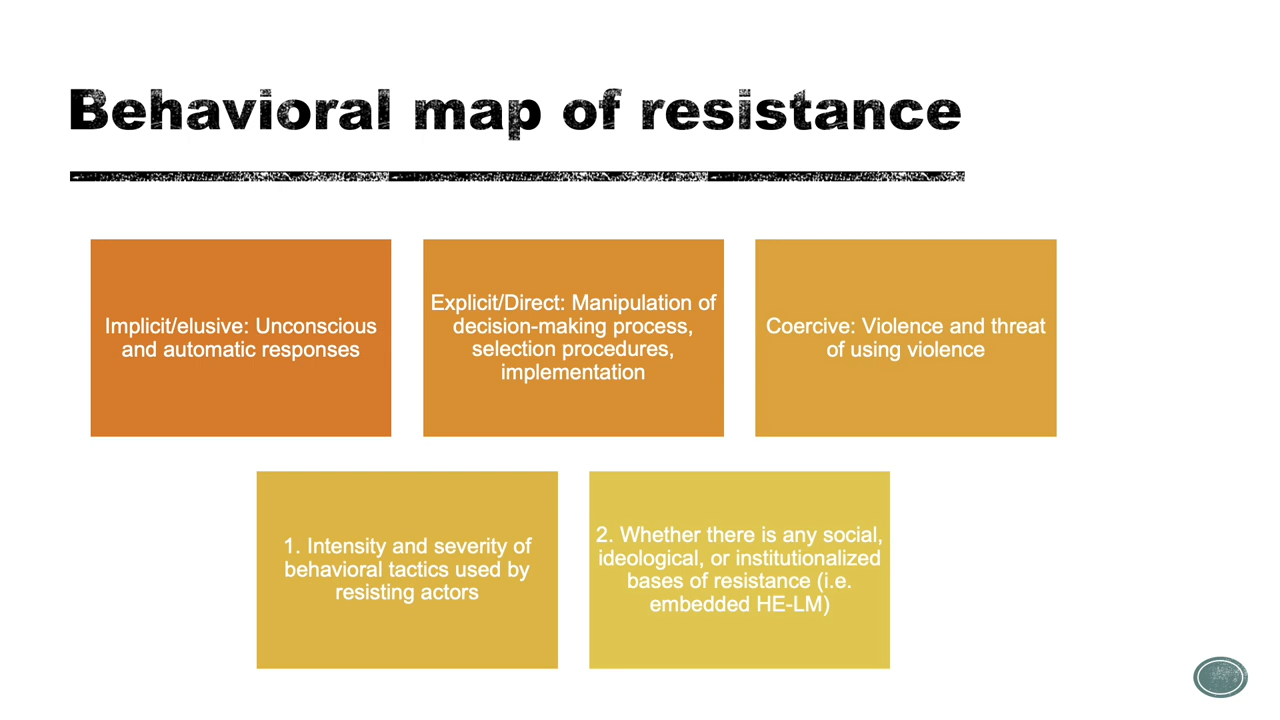 Behavioral map of resistance
Implicit/elusive: Unconscious
and automatic responses
Explicit/Direct: Manipulation of
decision-making process,
selection procedures,
implementation
Coercive: Violence and threat
of using violence
1. Intensity and severity of
behavioral tactics used by
resisting actors
2. Whether there is any social,
ideological, or institutionalized
bases of resistance (i.e.
embedded HE-LM)